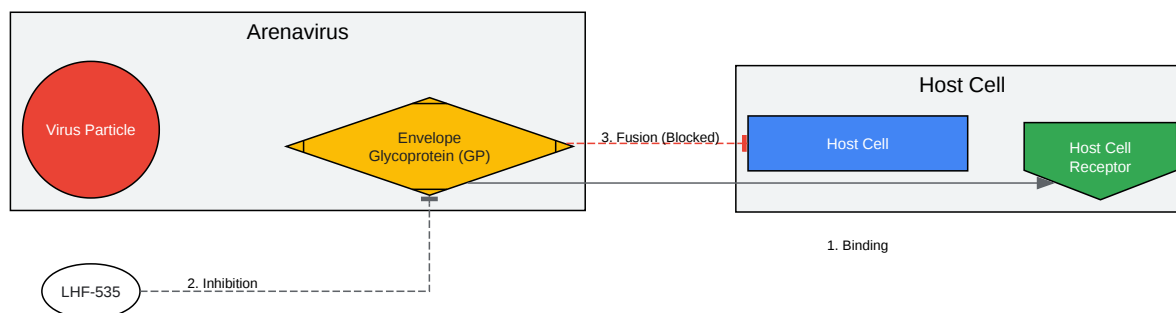 Arenavirus
Host Cell
Virus Particle
Envelope
Glycoprotein (GP)
3. Fusion (Blocked)
Host Cell
Host Cell
Receptor
1. Binding
2. Inhibition
LHF-535